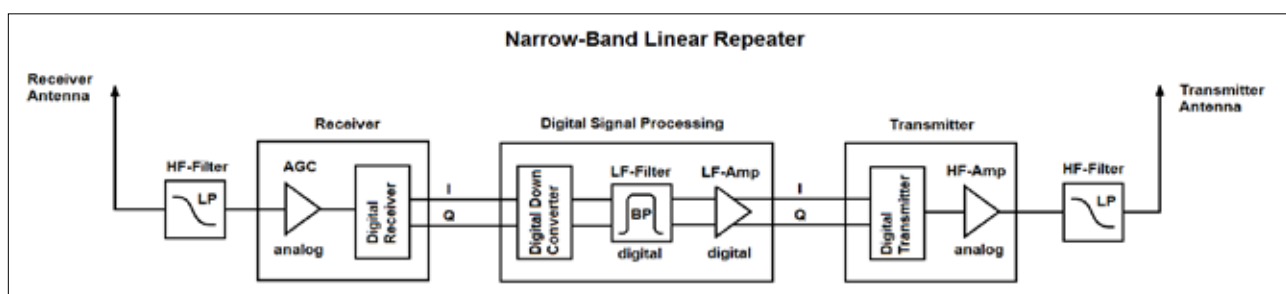 Narrow-Band Linear Repeater
Receiver
Antenna
Transmitter
Antenna
Receiver
Digital Signal Processing
Transmitter
HF-Filter
LP
AGC
analog
Digital
Receiver
I
Q
Digital Down
Converter
LF-Filter
BP
digital
LF-Amp
digital
I
Q
Digital
Transmitter
HF-Amp
analog
HF-Filter
LP